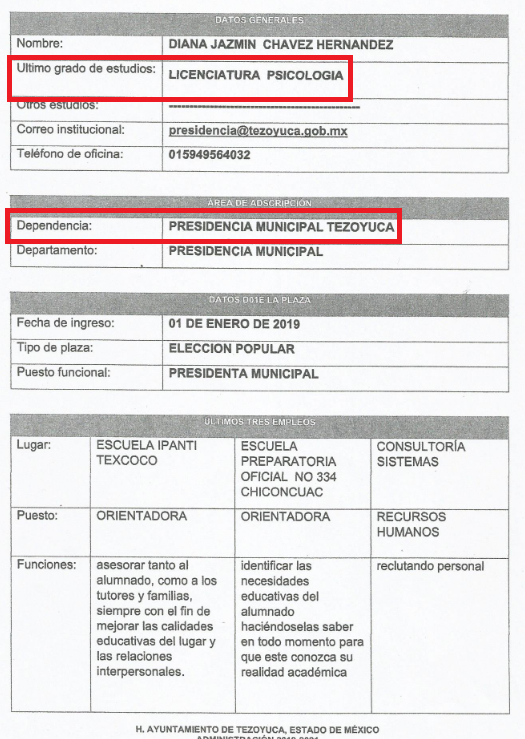 DATOS GENERALES
Nombre: DIANA JAZMIN CHAVEZ HERNANDEZ
Ultimo grado de estudios: LICENCIATURA PSICOLOGIA
Otros estudios: ----------------------------------------
Correo institucional: presidencia@tezoyuca.gob.mx
Teléfono de oficina: 015949564032
ÁREA DE ADSCRIPCIÓN
Dependencia: PRESIDENCIA MUNICIPAL TEZOYUCA
Departamento: PRESIDENCIA MUNICIPAL
DATOS D01E LA PLAZA
Fecha de ingreso: 01 DE ENERO DE 2019
Tipo de plaza: ELECCION POPULAR
Puesto funcional: PRESIDENTA MUNICIPAL
ULTIMOS TRES EMPLEOS
Lugar:
ESCUELA IPANTI
TEXCOCO
ESCUELA
PREPARATORIA
OFICIAL NO 334
CHICONCUAC
CONSULTORÍA
SISTEMAS
Puesto:
ORIENTADORA
ORIENTADORA
RECURSOS
HUMANOS
Funciones:
asesorar tanto al
alumnado, como a los
tutores y familias,
siempre con el fin de
mejorar las calidades
educativas del lugar y
las relaciones
interpersonales.
identificar las
necesidades
educativas del
alumnado
haciéndoselas saber
en todo momento para
que este conozca su
realidad académica
reclutando personal
H. AYUNTAMIENTO DE TEZOYUCA, ESTADO DE MÉXICO
ADMINISTRACIÓN 2019-2021